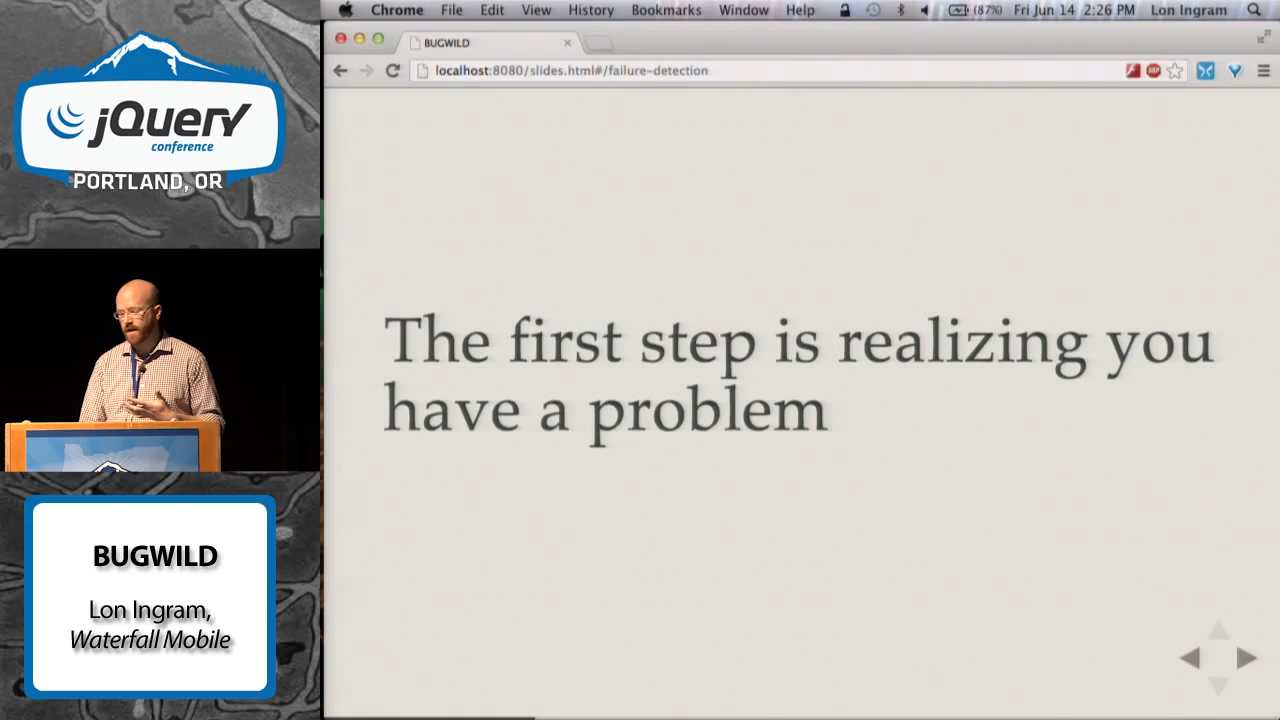 jQuery
conference
PORTLAND, OR
BUGWILD
Lon Ingram,
Waterfall Mobile
Chrome File Edit View History Bookmarks Window Help (87%) Fri Jun 14 2:26 PM Lon Ingram
BUGWILD
localhost:8080/slides.html#/failure-detection
ABP
The first step is realizing you
have a problem